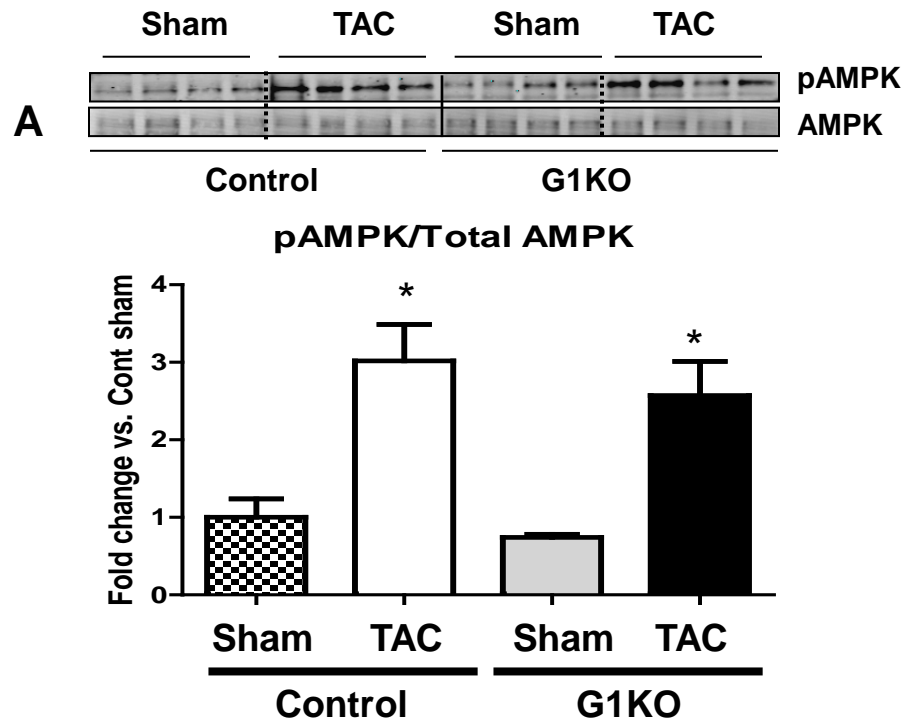 Sham TAC Sham TAC
pAMPK
A
AMPK
Control G1KO
pAMPK/Total AMPK
Fold change vs. Cont sham
4
*
3
*
2
1
0
Sham TAC Sham TAC
Control G1KO